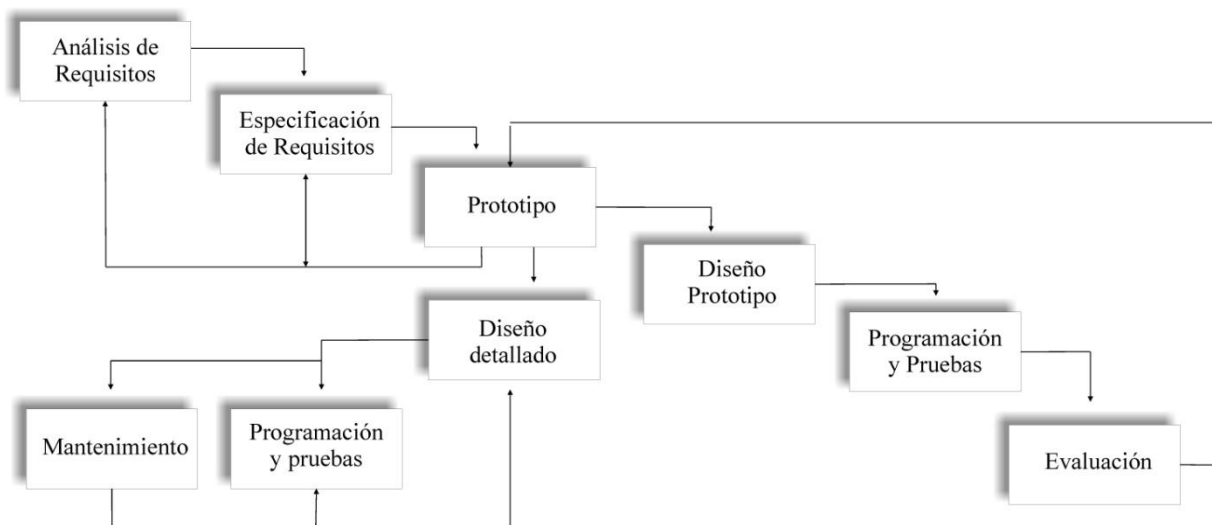 Análisis de
Requisitos
Especificación
de Requisitos
Prototipo
Diseño
Prototipo
Diseño
detallado
Programación
y Pruebas
Mantenimiento
Programación
y pruebas
Evaluación